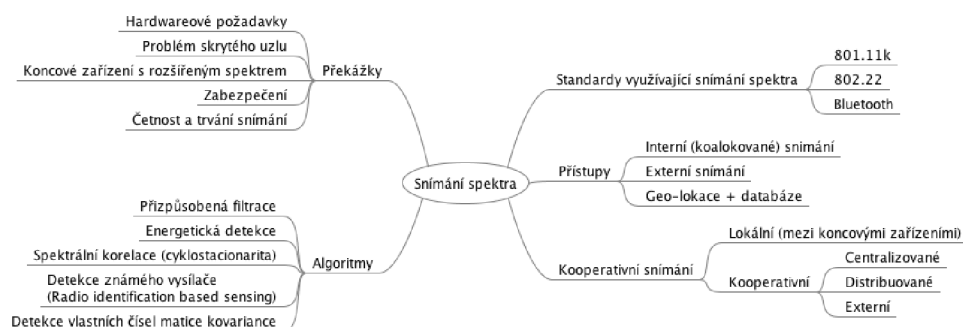 Hardwareové požadavky
Problém skrytého uzlu
Koncové zařízení s rozšířeným spektrem
Zabezpečení
Četnost a trvání snímání
Překážky
Přizpůsobená filtrace
Energetická detekce
Spektrální korelace (cyklostacionarita)
Detekce známého vysílače
(Radio identification based sensing)
Detekce vlastních čísel matice kovariance
Algoritmy
Snímání spektra
Standardy využívající snímání spektra
801.11k
802.22
Bluetooth
Přístupy
Interní (koalokované) snimání
Externí snímání
Geo-lokace + databáze
Kooperativní snímání
Lokální (mezi koncovými zařízeními)
Kooperativní
Centralizované
Distribuované
Externí